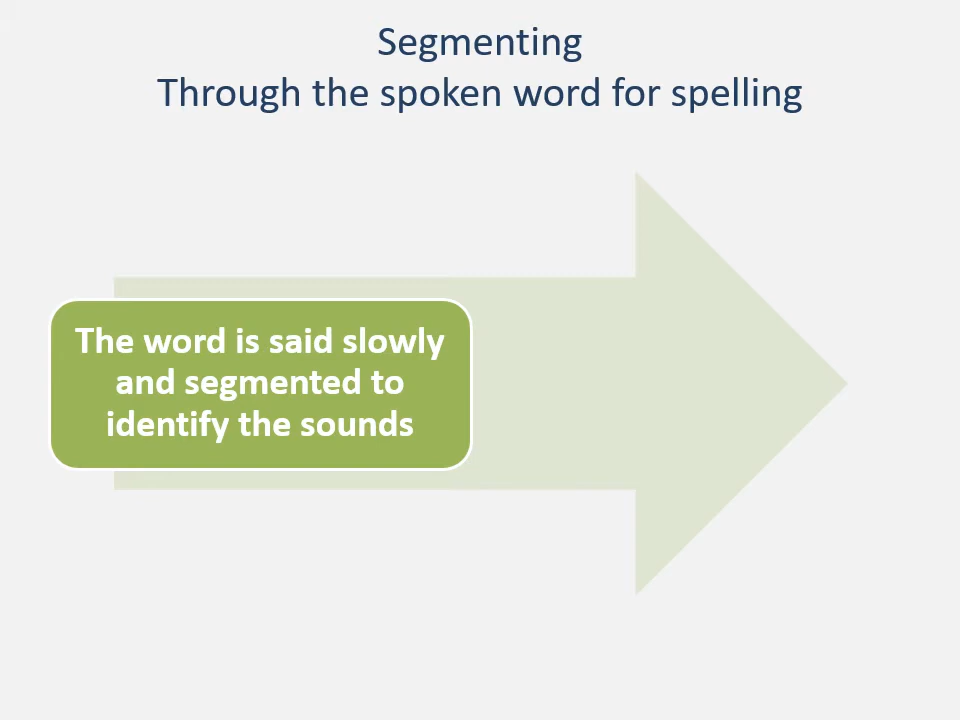 Segmenting
Through the spoken word for spelling
The word is said slowly
and segmented to
identify the sounds